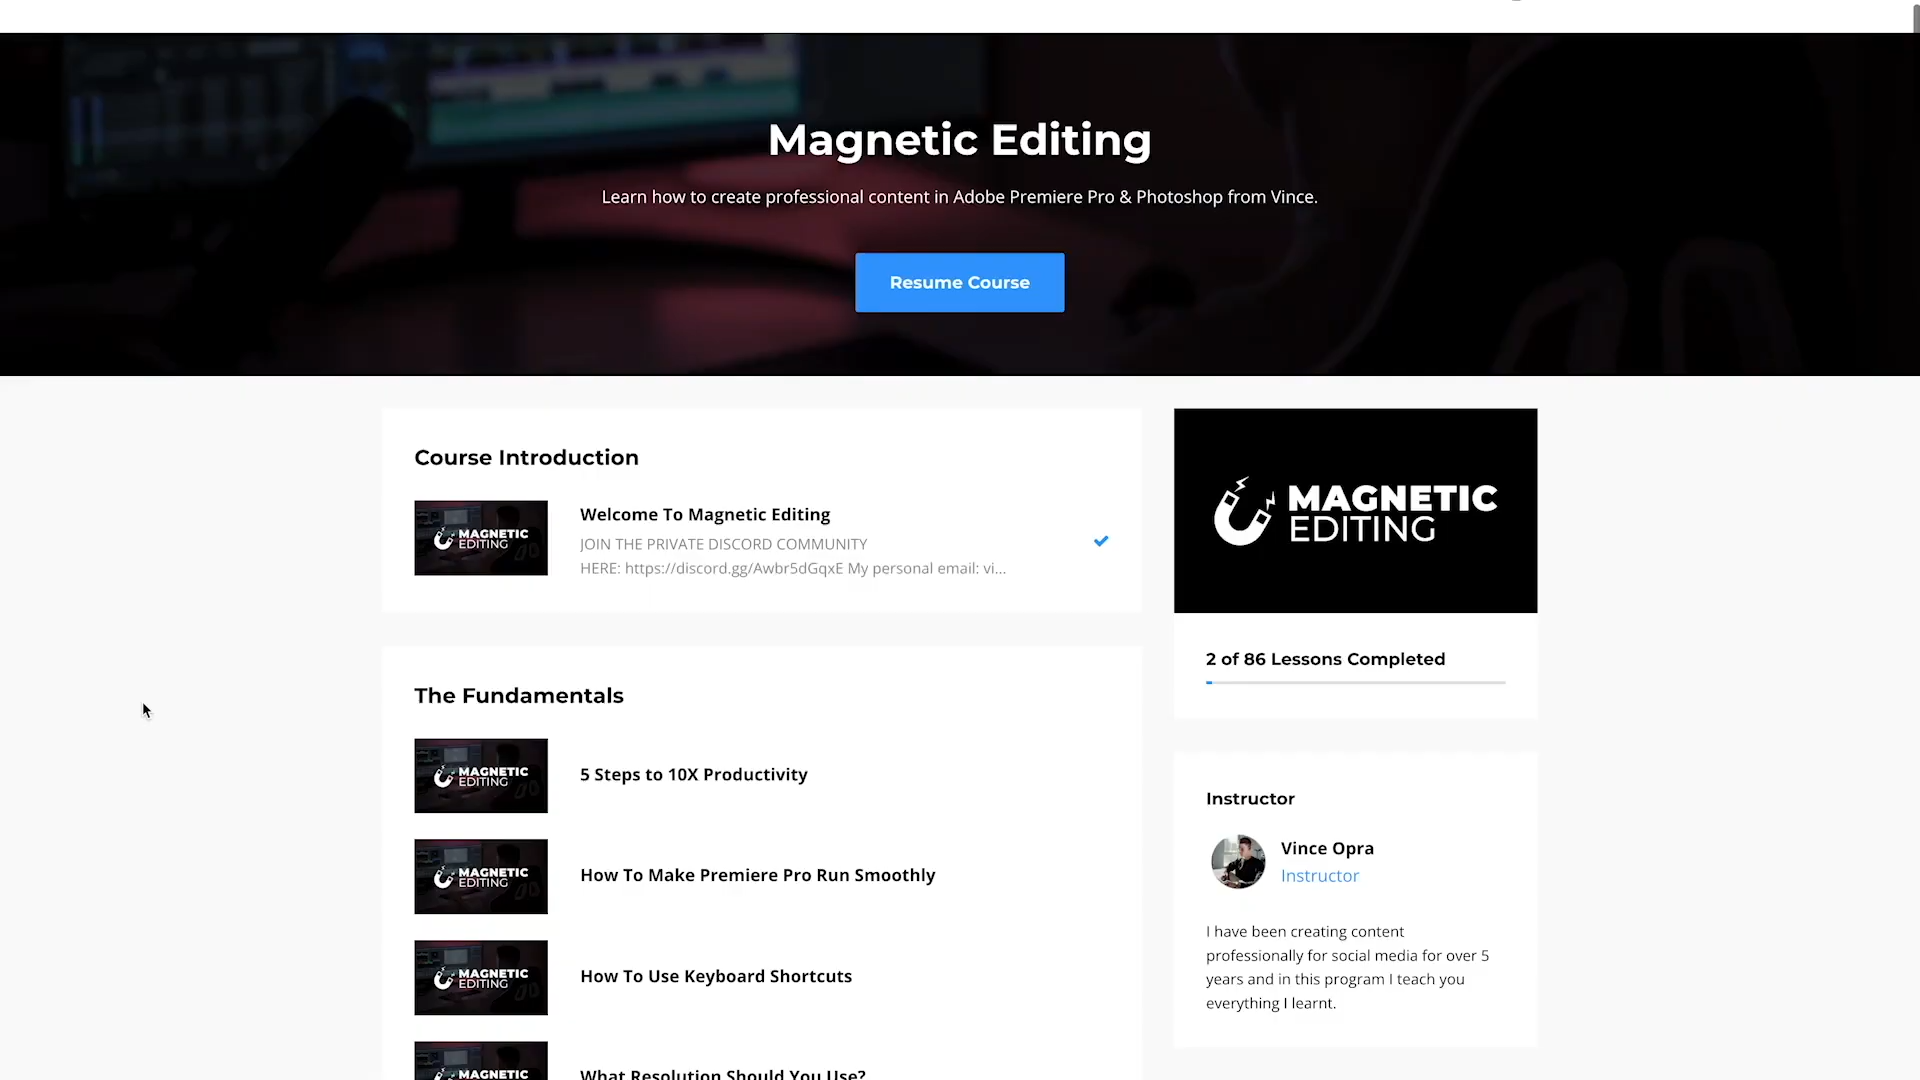 Magnetic Editing
Learn how to create professional content in Adobe Premiere Pro & Photoshop from Vince.
Resume Course
Course Introduction
MAGNETIC
EDITING
Welcome To Magnetic Editing
JOIN THE PRIVATE DISCORD COMMUNITY
HERE: https://discord.gg/Awbr5dGqxE My personal email: vi...
The Fundamentals
MAGNETIC
EDITING
5 Steps to 10X Productivity
MAGNETIC
EDITING
How To Make Premiere Pro Run Smoothly
MAGNETIC
EDITING
How To Use Keyboard Shortcuts
MAGNETIC
What Resolution Should You Use?
MAGNETIC
EDITING
2 of 86 Lessons Completed
Instructor
Vince Opra
Instructor
I have been creating content
professionally for social media for over 5
years and in this program I teach you
everything I learnt.